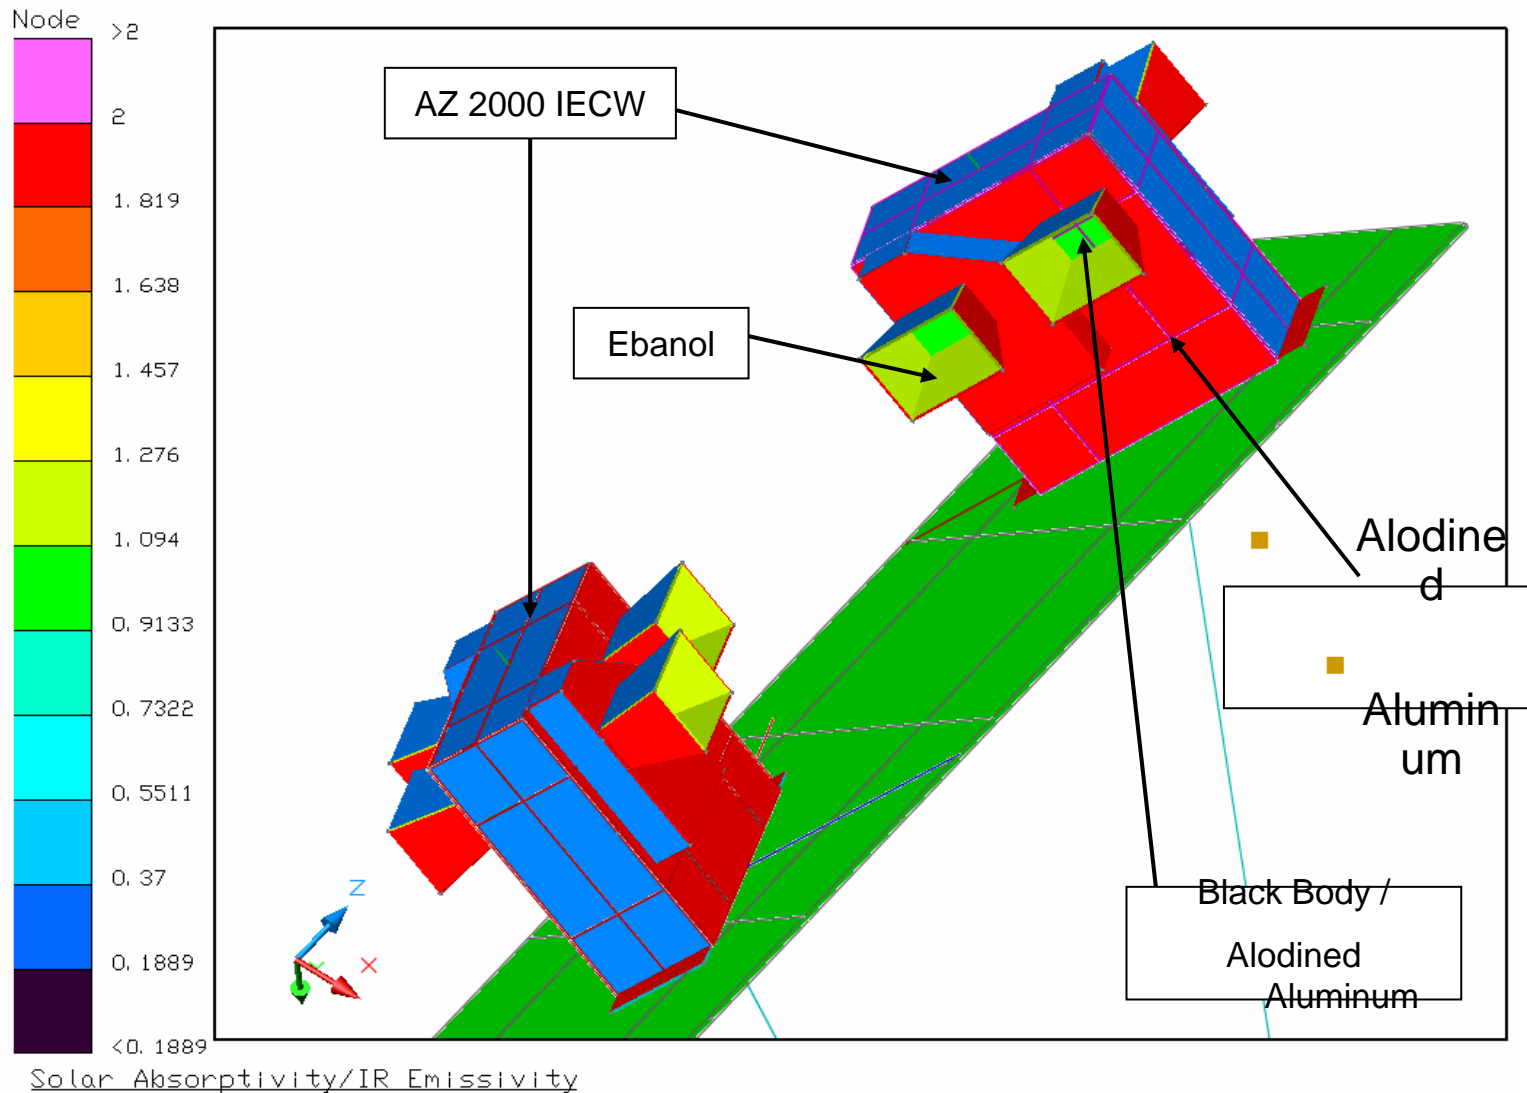 Node
>2
2
1.819
1.638
1.457
1.276
1.094
0.9133
0.7322
0.5511
0.37
0.1889
<0.1889
Solar Absorptivity/IR Emissivity
AZ 2000 IECW
Ebanol
Alodine
d
Alumin
um
Black Body /
Alodined
Aluminum
Z
X
Y